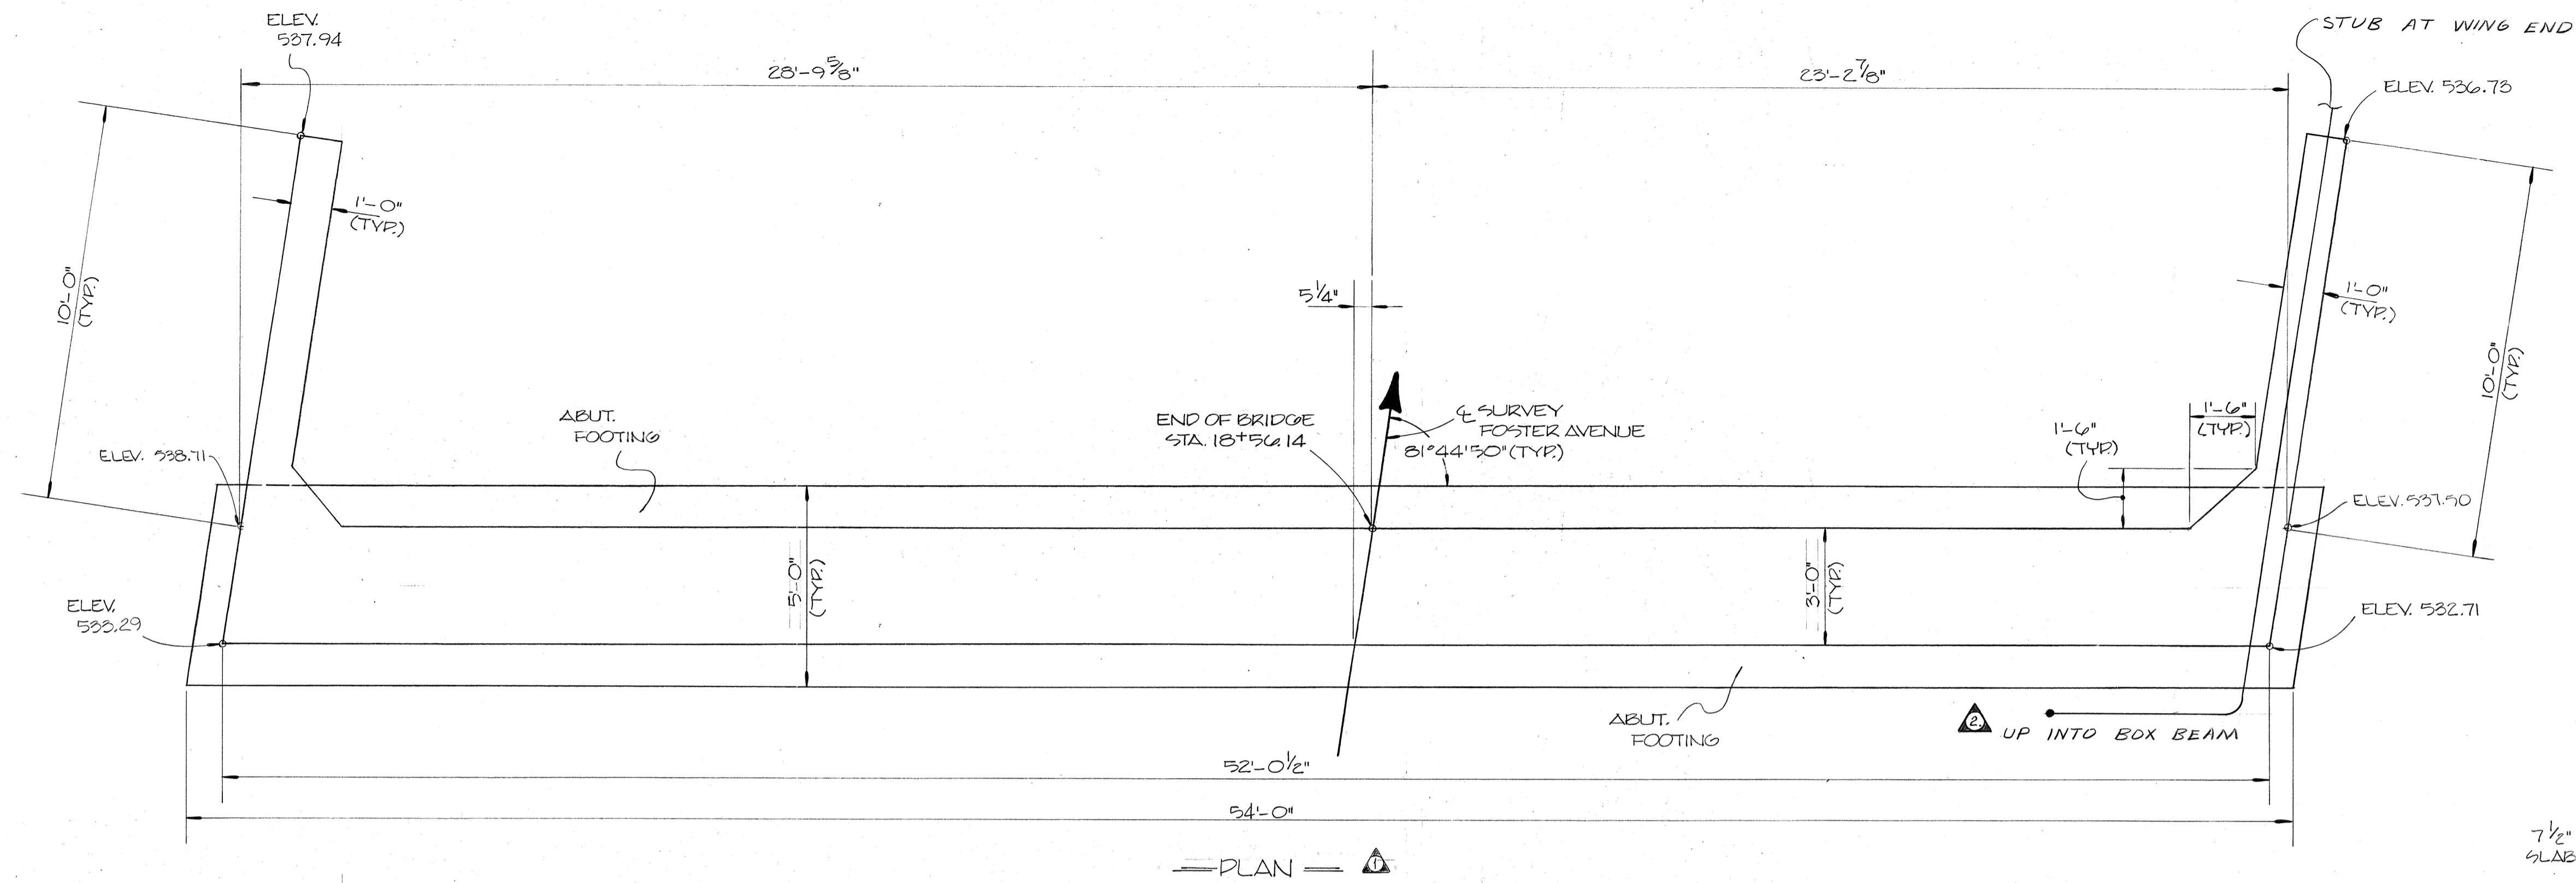 ELEV.
537.94
28'-9 5/8"
23'-2 7/8"
STUB AT WING END
ELEV. 536.73
1'-0"
(TYP.)
10'-0"
(TYP.)
5 1/4"
1'-0"
(TYP.)
10'-0"
(TYP.)
ABUT.
FOOTING
END OF BRIDGE
STA. 18+56.14
℄ SURVEY
FOSTER AVENUE
81°44'50" (TYP.)
1'-6"
(TYP.)
1'-6"
(TYP.)
ELEV. 538.71
ELEV. 537.50
5'-0"
(TYP.)
3'-0"
(TYP.)
ELEV.
533.29
ELEV. 532.71
ABUT.
FOOTING
2.
UP INTO BOX BEAM
52'-0 1/2"
54'-0"
PLAN
1
7 1/2"
SLAB